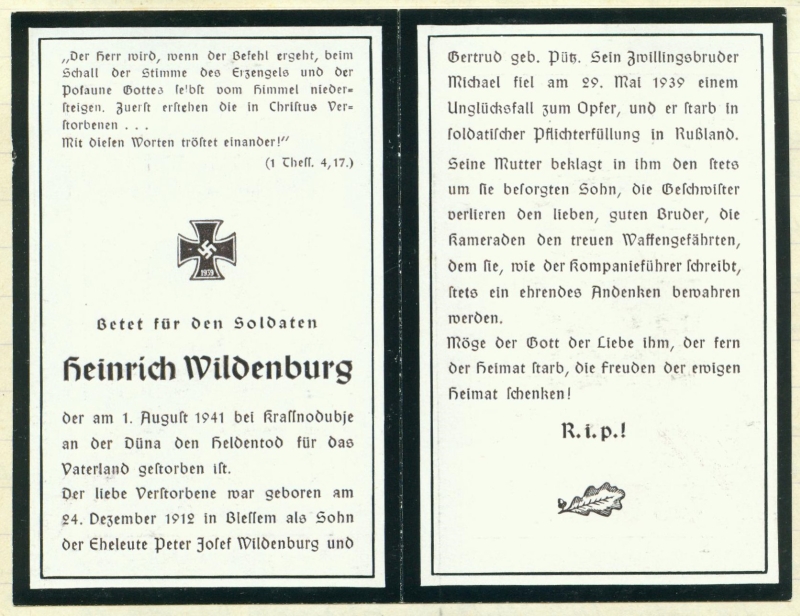 „Der Herr wird, wenn der Befehl ergeht, beim
Schall der Stimme des Erzengels und der
Posaune Gottes selbst vom Himmel nieder-
steigen. Zuerst erstehen die in Christus Ver-
storbenen . . .
Mit diesen Worten tröstet einander!“
(1 Thess. 4,17.)
1939
Betet für den Soldaten
Heinrich Wildenburg
der am 1. August 1941 bei Krassnodubje
an der Düna den Heldentod für das
Vaterland gestorben ist.
Der liebe Verstorbene war geboren am
24. Dezember 1912 in Blessem als Sohn
der Eheleute Peter Josef Wildenburg und
Gertrud geb. Pütz. Sein Zwillingsbruder
Michael fiel am 29. Mai 1939 einem
Unglücksfall zum Opfer, und er starb in
soldatischer Pflichterfüllung in Rußland.
Seine Mutter beklagt in ihm den stets
um sie besorgten Sohn, die Geschwister
verlieren den lieben, guten Bruder, die
Kameraden den treuen Waffengefährten,
dem sie, wie der Kompanieführer schreibt,
stets ein ehrendes Andenken bewahren
werden.
Möge der Gott der Liebe ihm, der fern
der Heimat starb, die Freuden der ewigen
Heimat schenken!
R. i. p.!